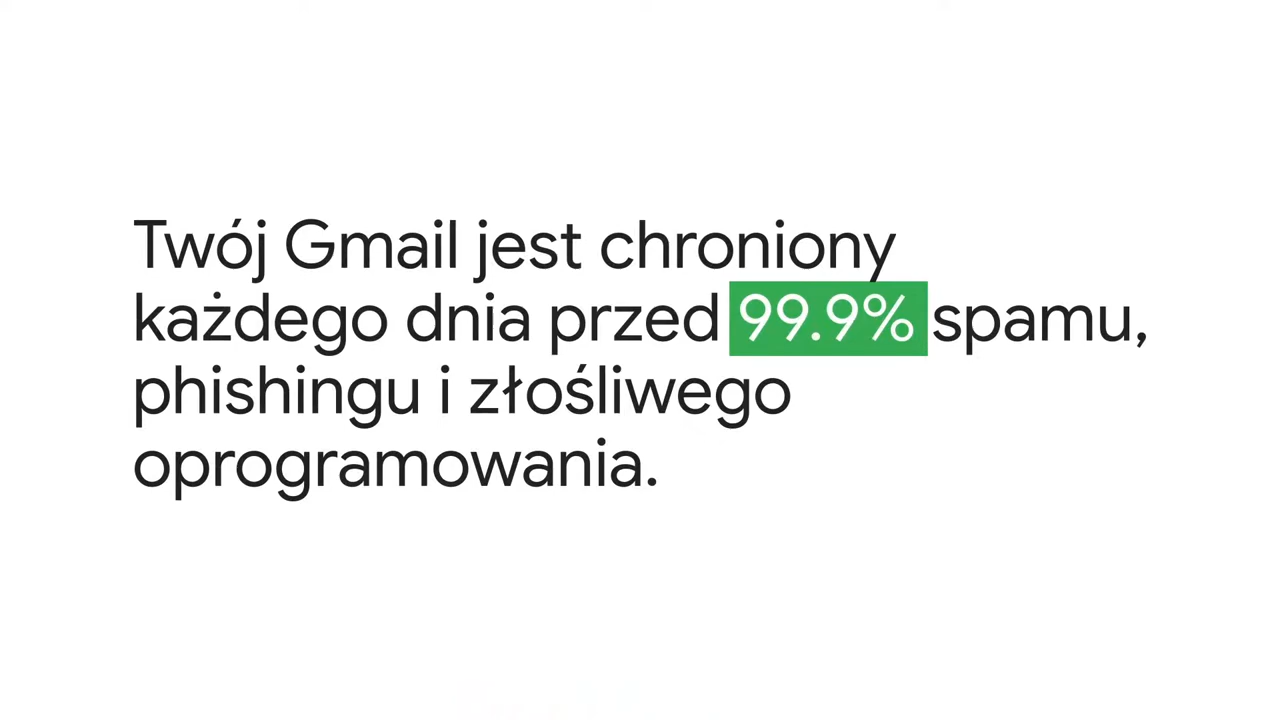 Twój Gmail jest chroniony
każdego dnia przed 99.9% spamu,
phishingu i złośliwego
oprogramowania.